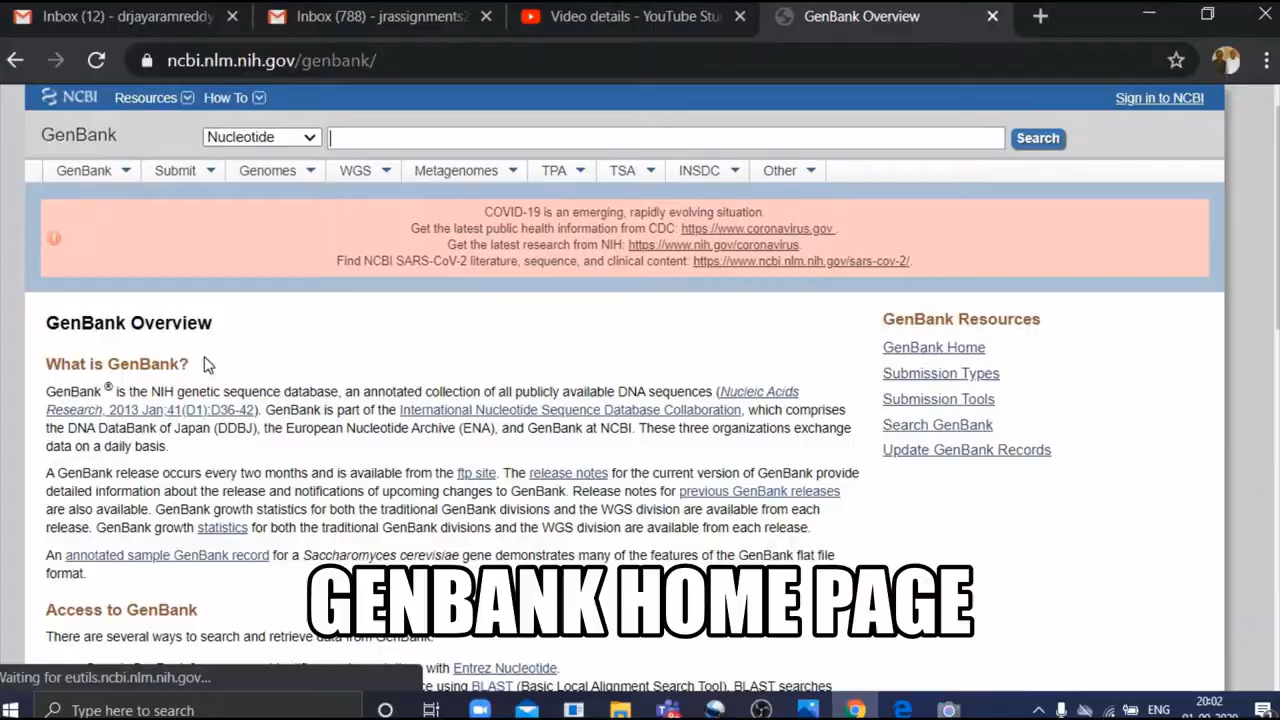 Inbox (12) - drjayaramreddy
Inbox (788) - jrassignments2
Video details - YouTube Stu
GenBank Overview
ncbi.nlm.nih.gov/genbank/
NCBI Resources How To Sign in to NCBI
GenBank Nucleotide Search
GenBank Submit Genomes WGS Metagenomes TPA TSA INSDC Other
COVID-19 is an emerging, rapidly evolving situation.
Get the latest public health information from CDC: https://www.coronavirus.gov .
Get the latest research from NIH: https://www.nih.gov/coronavirus.
Find NCBI SARS-CoV-2 literature, sequence, and clinical content: https://www.ncbi.nlm.nih.gov/sars-cov-2/.
GenBank Overview
What is GenBank?
GenBank ® is the NIH genetic sequence database, an annotated collection of all publicly available DNA sequences (Nucleic Acids
Research, 2013 Jan;41(D1):D36-42). GenBank is part of the International Nucleotide Sequence Database Collaboration, which comprises
the DNA DataBank of Japan (DDBJ), the European Nucleotide Archive (ENA), and GenBank at NCBI. These three organizations exchange
data on a daily basis.
A GenBank release occurs every two months and is available from the ftp site. The release notes for the current version of GenBank provide
detailed information about the release and notifications of upcoming changes to GenBank. Release notes for previous GenBank releases
are also available. GenBank growth statistics for both the traditional GenBank divisions and the WGS division are available from each
release. GenBank growth statistics for both the traditional GenBank divisions and the WGS division are available from each release.
An annotated sample GenBank record for a Saccharomyces cerevisiae gene demonstrates many of the features of the GenBank flat file
format.
Access to GenBank
There are several ways to search and retrieve data from GenBank.
with Entrez Nucleotide.
ce using BLAST (Basic Local Alignment Search Tool). BLAST searches
GenBank Resources
GenBank Home
Submission Types
Submission Tools
Search GenBank
Update GenBank Records
GENBANK HOME PAGE
Waiting for eutils.ncbi.nlm.nih.gov...
Type here to search
ENG
20:02
01-09-2020